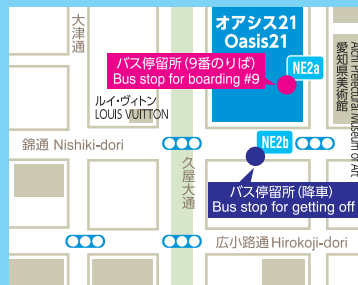 大津通
オアシス21
Oasis21
バス停留所(9番のりば)
Bus stop for boarding #9
NE2a
愛知県美術館
Aichi Prefectural Museum of Art
ルイ・ヴィトン
LOUIS VUITTON
錦通 Nishiki-dori
NE2b
久屋大通
バス停留所(降車)
Bus stop for getting off
広小路通 Hirokoji-dori